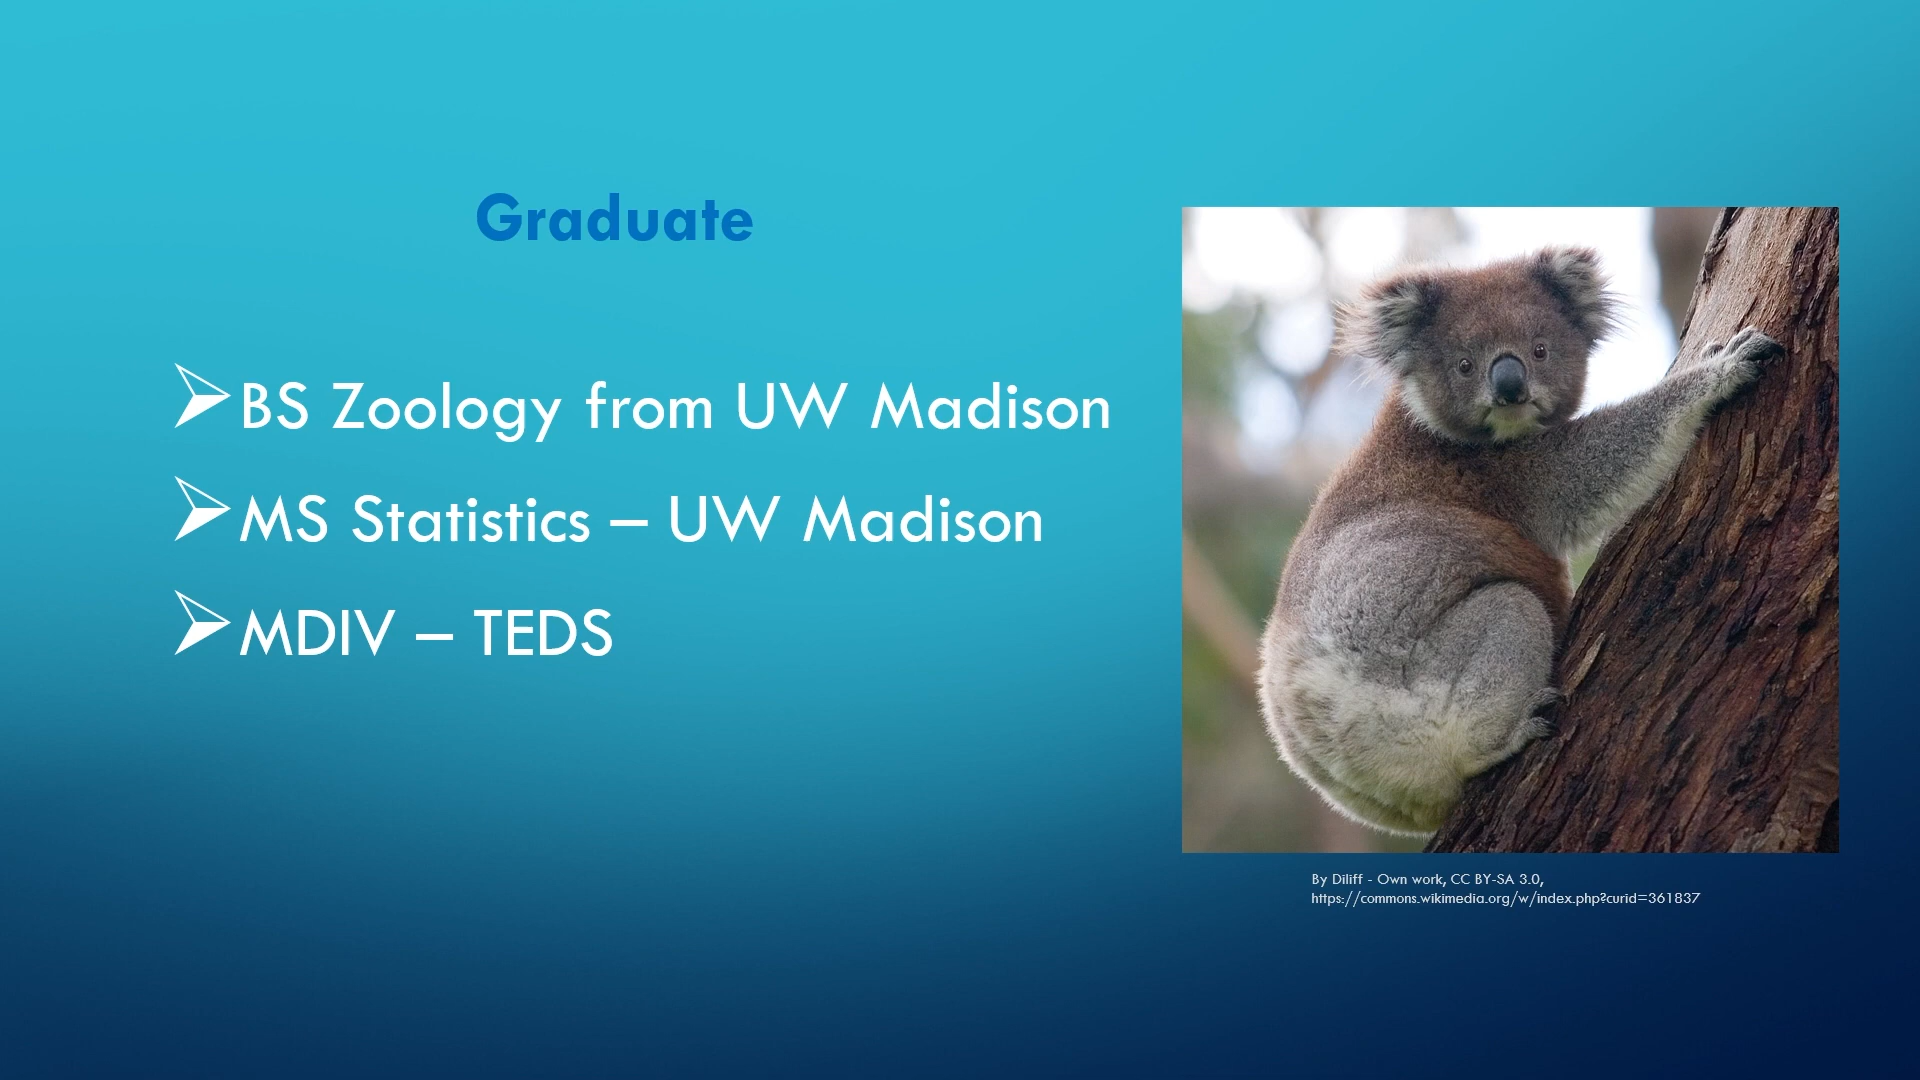 Graduate
BS Zoology from UW Madison
MS Statistics – UW Madison
MDIV – TEDS
By Diliff - Own work, CC BY-SA 3.0,
https://commons.wikimedia.org/w/index.php?curid=361837